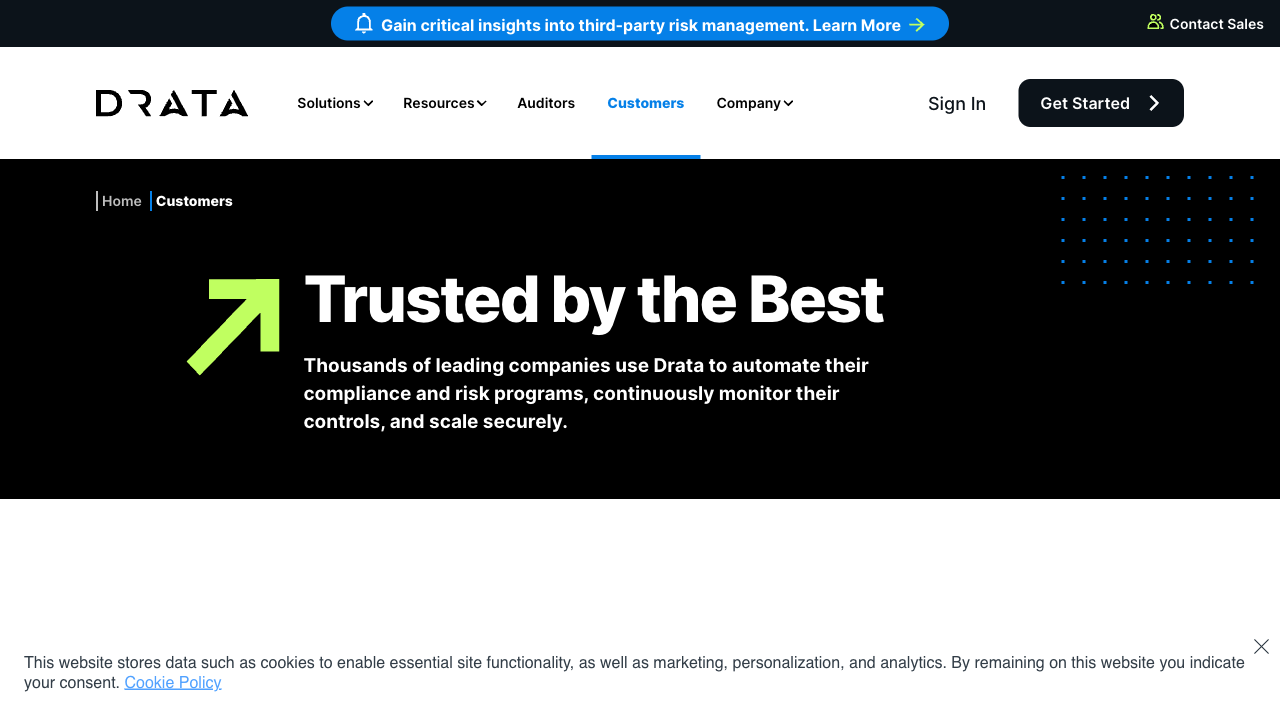 Gain critical insights into third-party risk management. Learn More
Contact Sales
DRATA
Solutions
Resources
Auditors
Customers
Company
Sign In
Get Started
Home
Customers
Trusted by the Best
Thousands of leading companies use Drata to automate their
compliance and risk programs, continuously monitor their
controls, and scale securely.
This website stores data such as cookies to enable essential site functionality, as well as marketing, personalization, and analytics. By remaining on this website you indicate
your consent. Cookie Policy